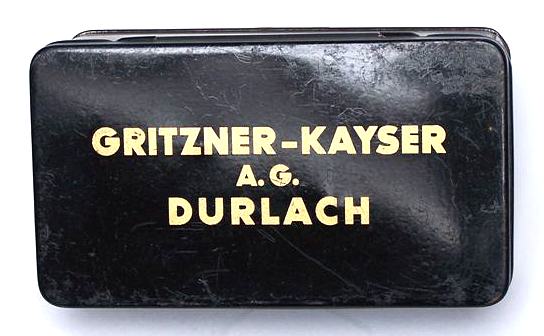 GRITZNER-KAYSER
A.G.
DURLACH